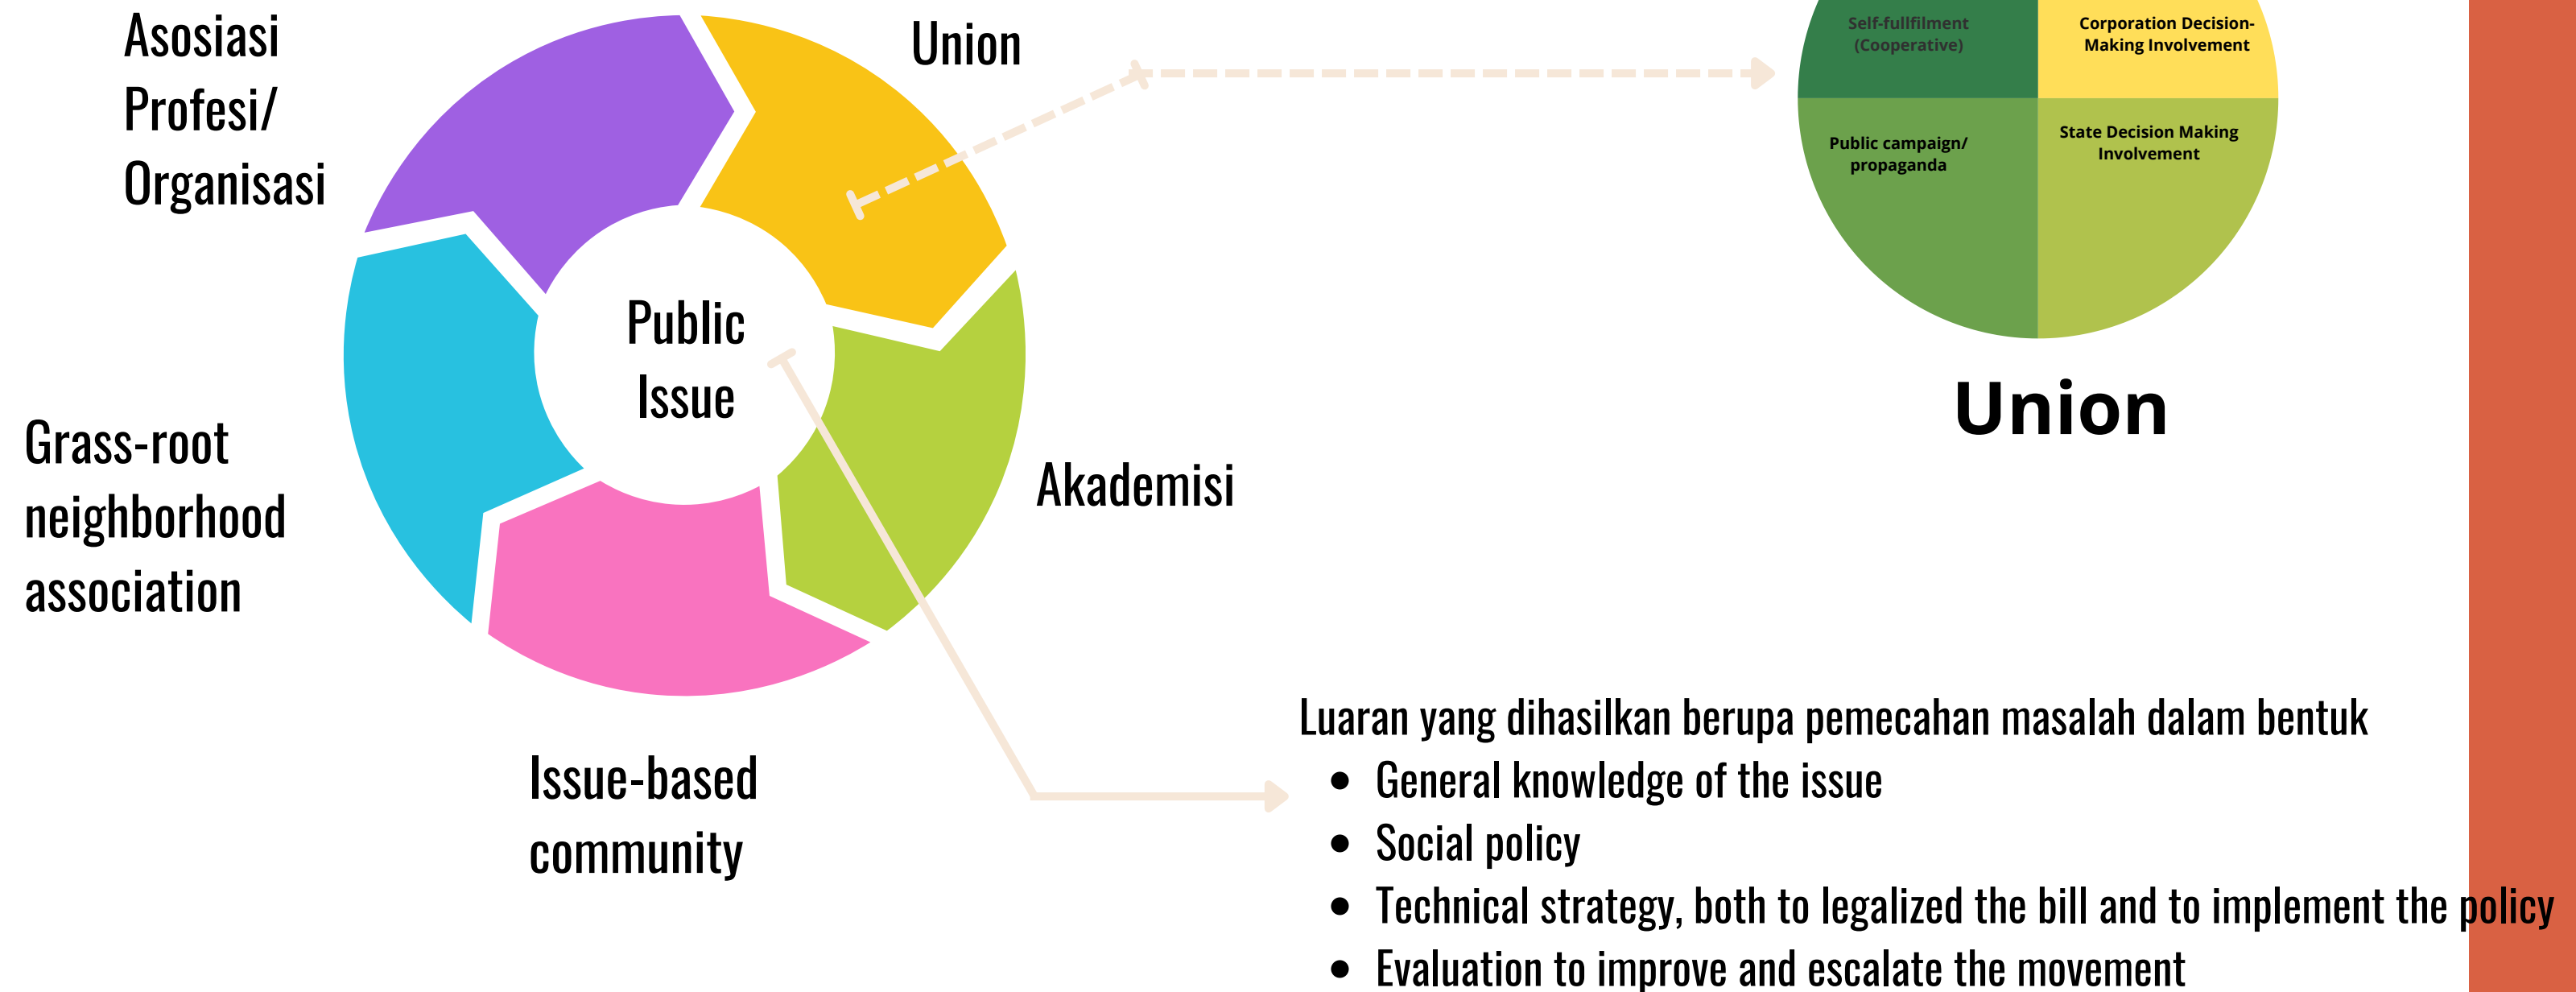 Asosiasi
Profesi/
Organisasi
Union
Self-fullfilment
(Cooperative)
Corporation Decision-
Making Involvement
Public campaign/
propaganda
State Decision Making
Involvement
Union
Public
Issue
Grass-root
neighborhood
association
Akademisi
Issue-based
community
Luaran yang dihasilkan berupa pemecahan masalah dalam bentuk
• General knowledge of the issue
• Social policy
• Technical strategy, both to legalized the bill and to implement the policy
• Evaluation to improve and escalate the movement